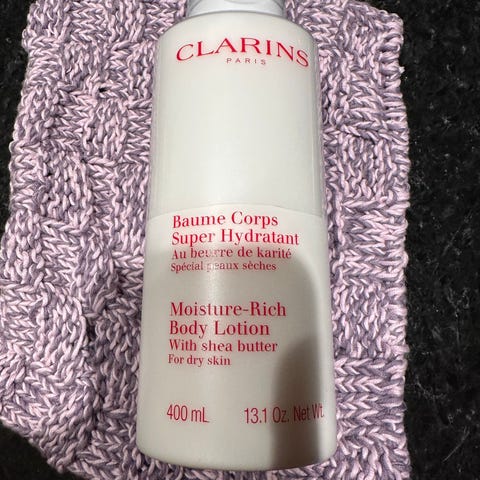 CLARINS
PARIS
Baume Corps
Super Hydratant
Au beurre de karité
Spécial peaux sèches
Moisture-Rich
Body Lotion
With shea butter
For dry skin
400 mL 13.1 Oz. Net Wt.